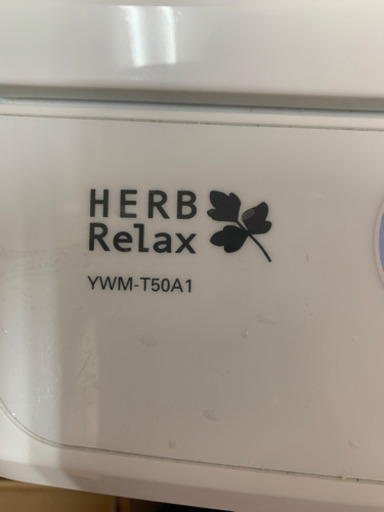 HERB
Relax
YWM-T50A1